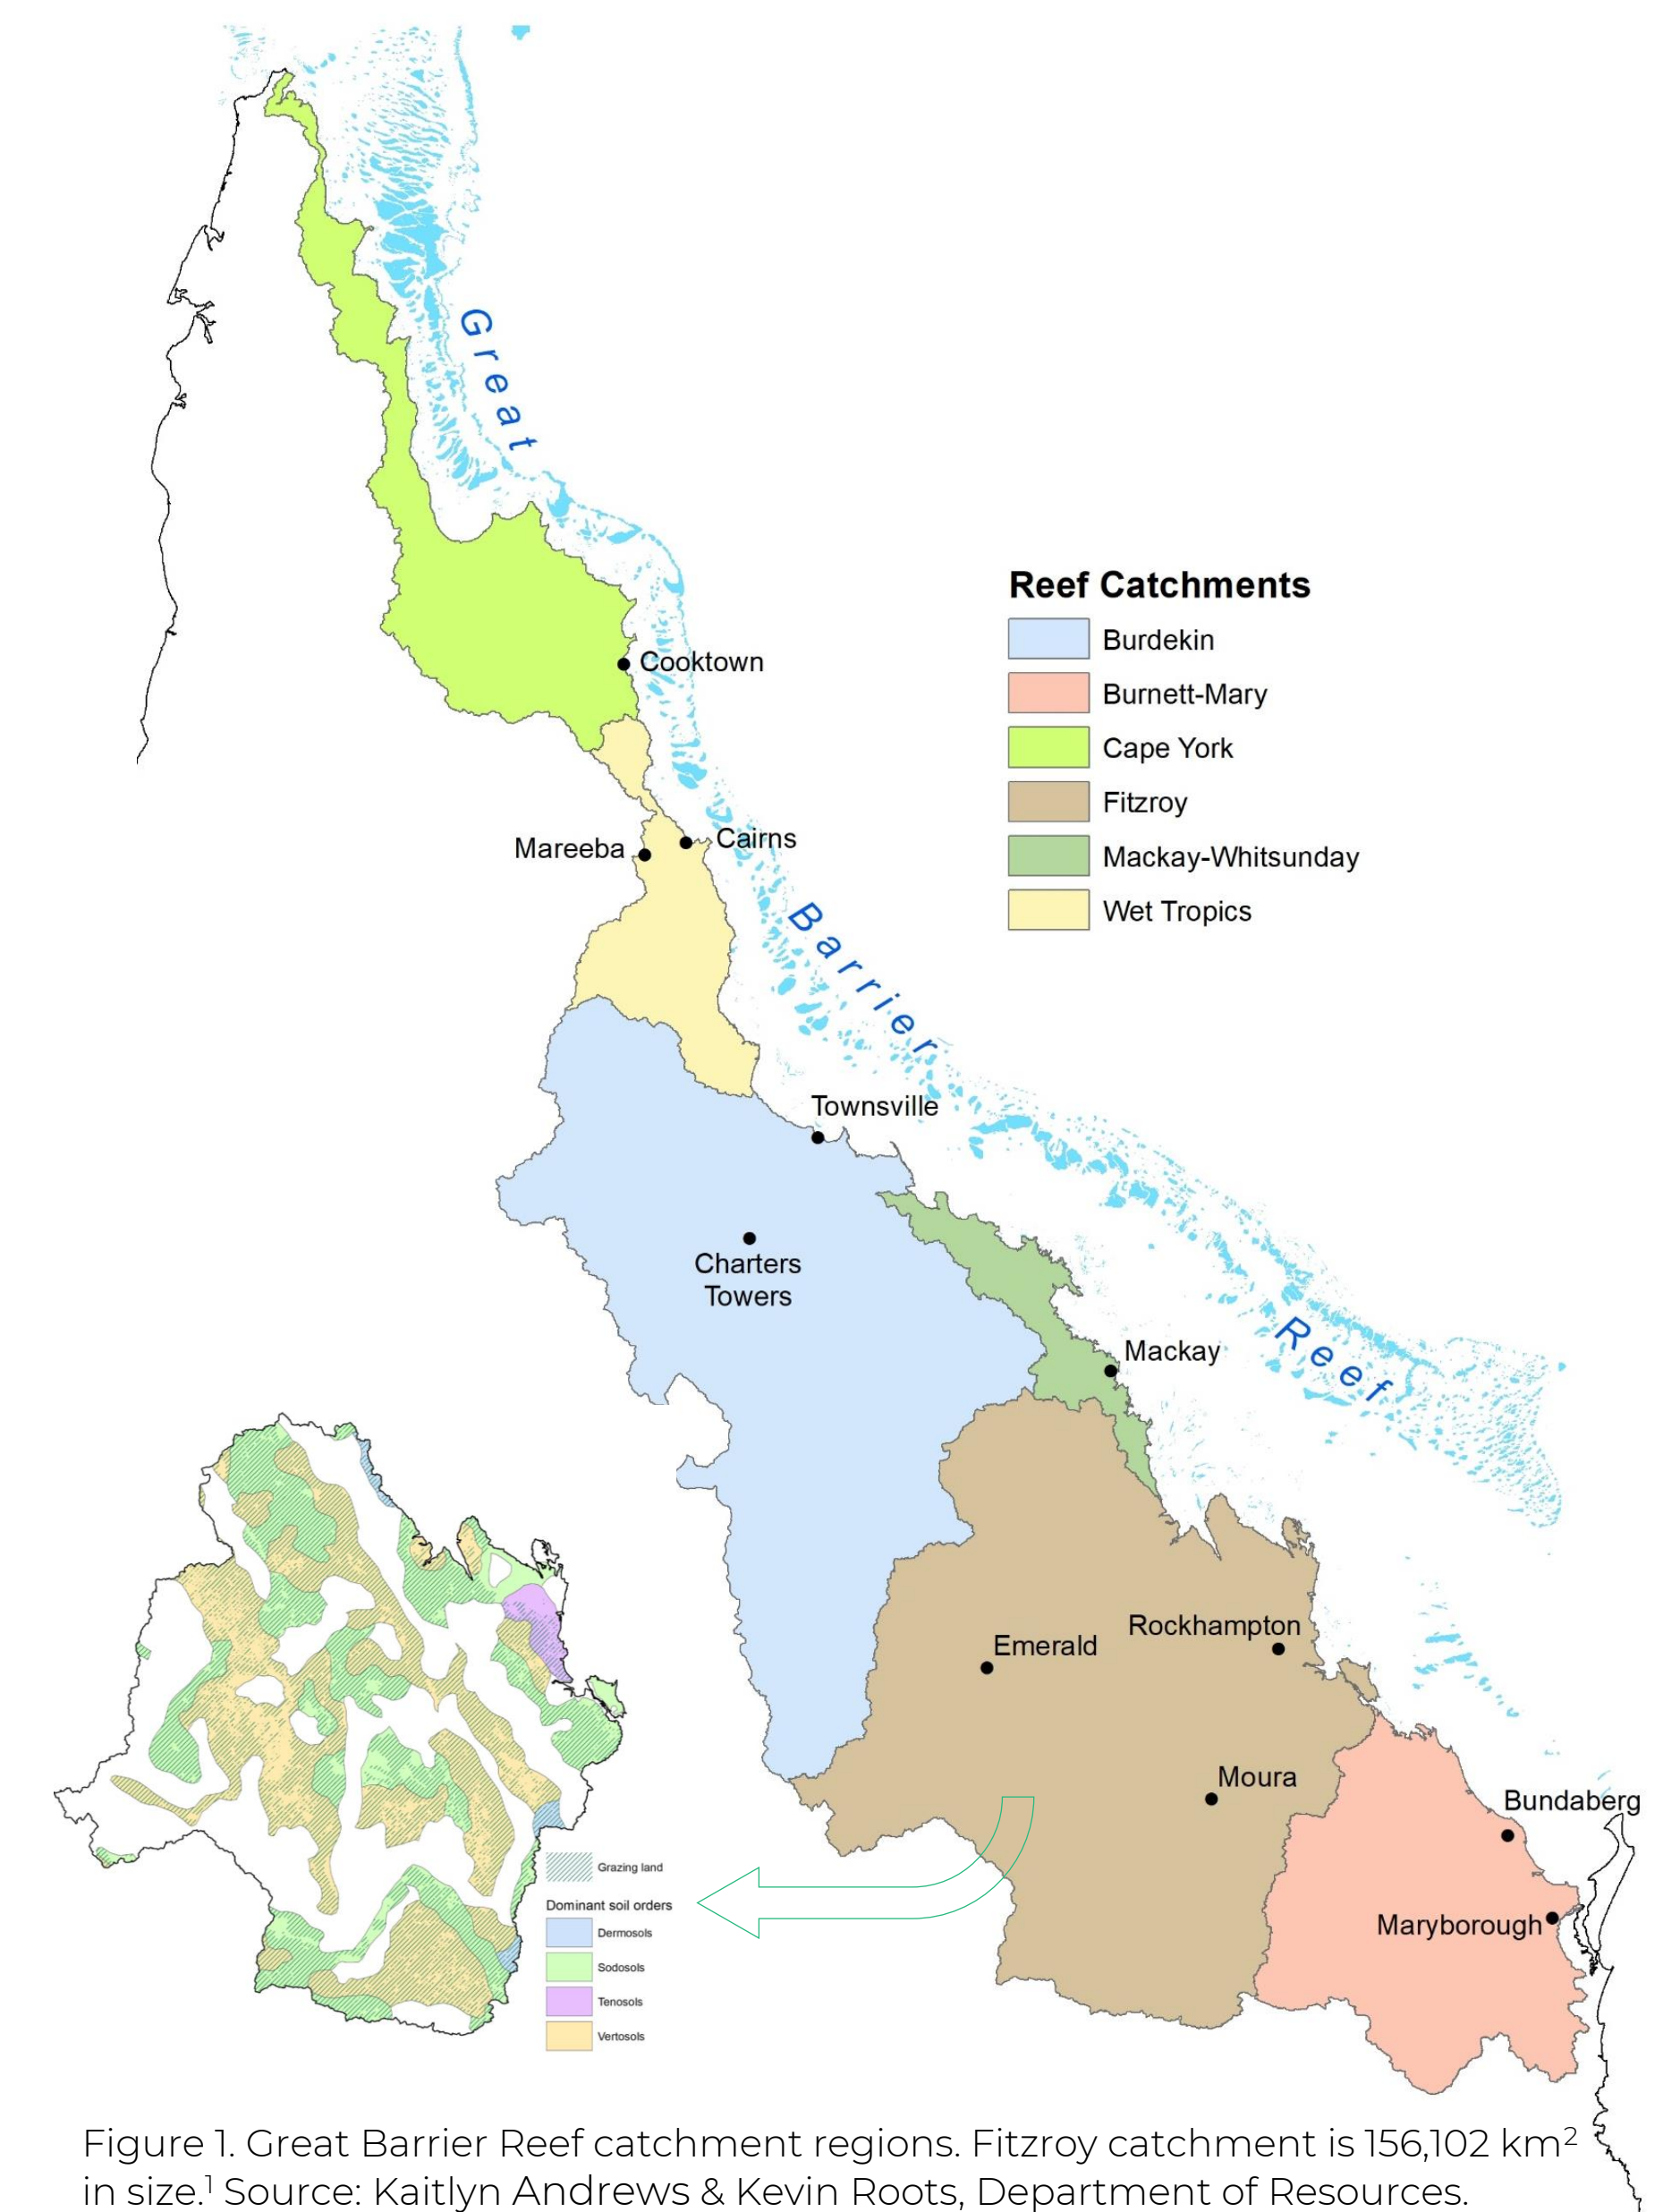 Great
Barrier
Reef
Cooktown
Mareeba
Cairns
Townsville
Charters
Towers
Mackay
Rockhampton
Emerald
Moura
Bundaberg
Maryborough
Reef Catchments
Burdekin
Burnett-Mary
Cape York
Fitzroy
Mackay-Whitsunday
Wet Tropics
Grazing land
Dominant soil orders
Dermosols
Sodosols
Tenosols
Vertosols
Figure 1. Great Barrier Reef catchment regions. Fitzroy catchment is 156,102 km²
in size.¹ Source: Kaitlyn Andrews & Kevin Roots, Department of Resources.